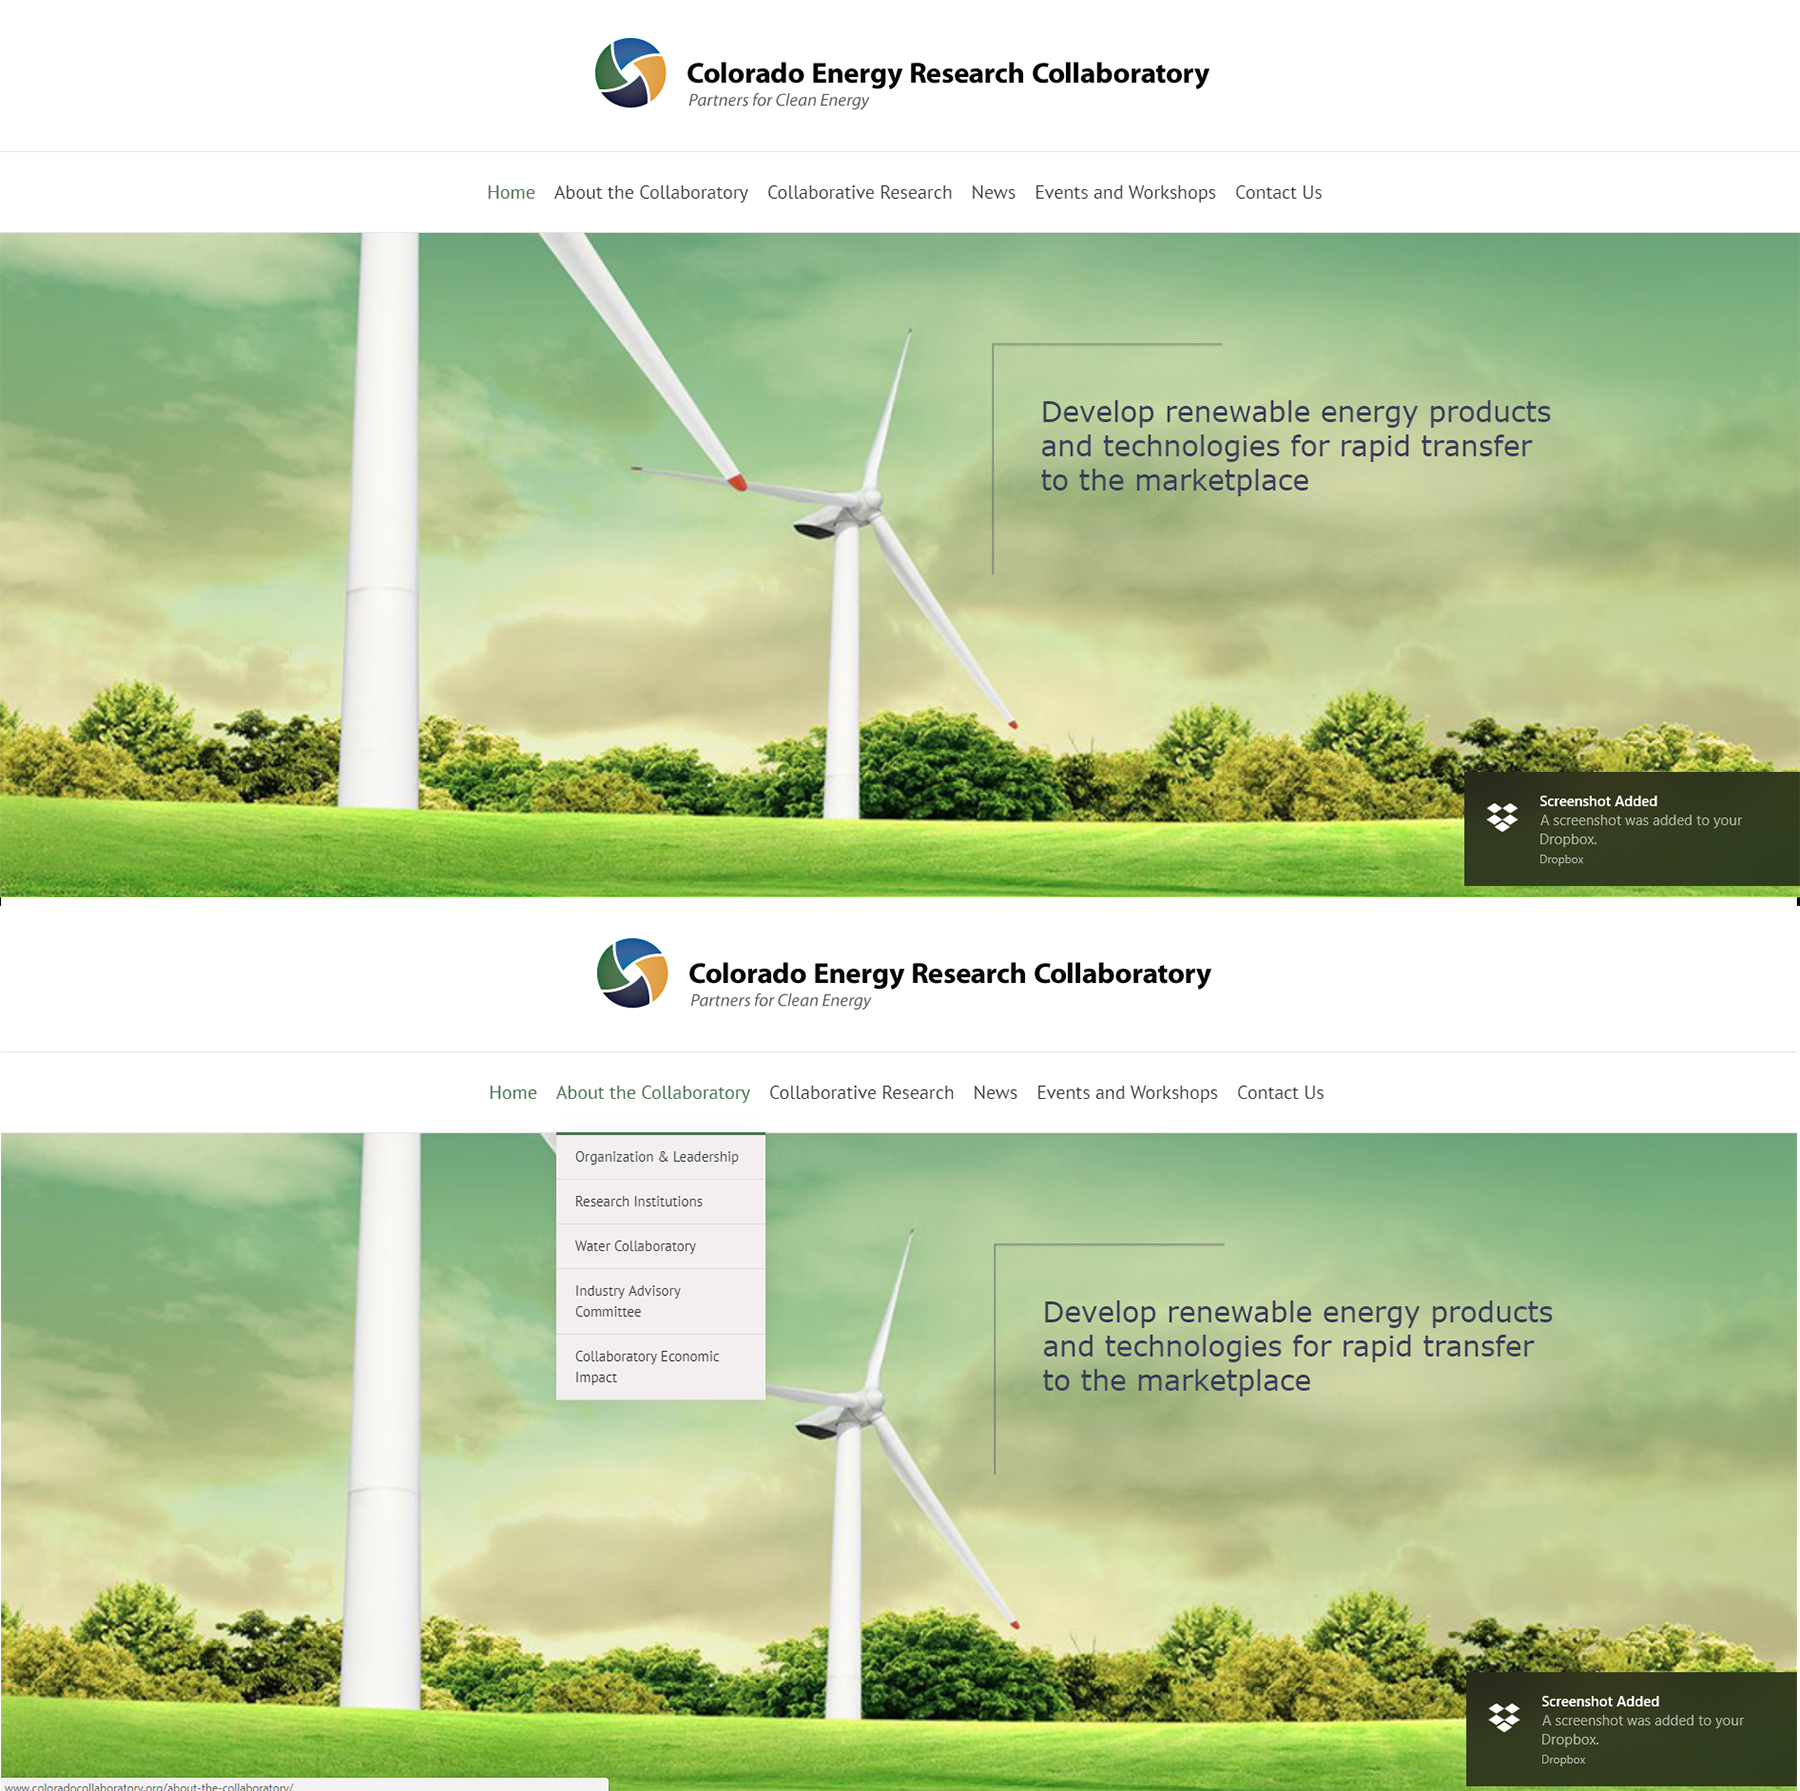 Colorado Energy Research Collaboratory
Partners for Clean Energy
Home About the Collaboratory Collaborative Research News Events and Workshops Contact Us
Develop renewable energy products
and technologies for rapid transfer
to the marketplace
Screenshot Added
A screenshot was added to your
Dropbox.
Dropbox
Colorado Energy Research Collaboratory
Partners for Clean Energy
Home About the Collaboratory Collaborative Research News Events and Workshops Contact Us
Organization & Leadership
Research Institutions
Water Collaboratory
Industry Advisory
Committee
Collaboratory Economic
Impact
Develop renewable energy products
and technologies for rapid transfer
to the marketplace
Screenshot Added
A screenshot was added to your
Dropbox.
Dropbox
www.coloradocollaboratory.org/about-the-collaboratory/